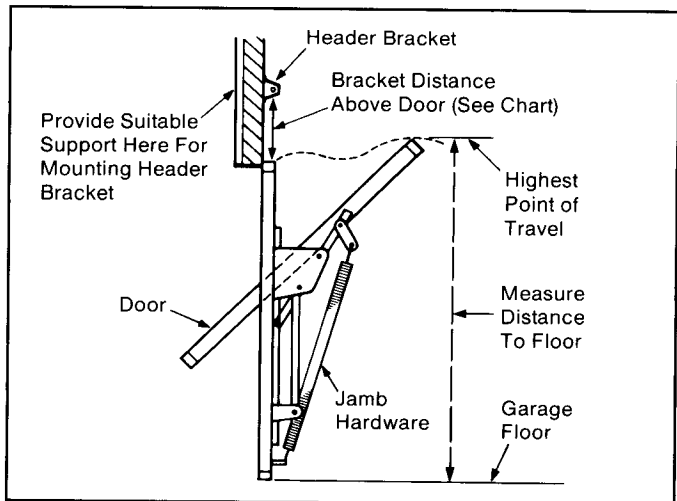 Header Bracket
Bracket Distance
Above Door (See Chart)
Provide Suitable
Support Here For
Mounting Header
Bracket
Highest
Point of
Travel
Door
Measure
Distance
To Floor
Jamb
Hardware
Garage
Floor